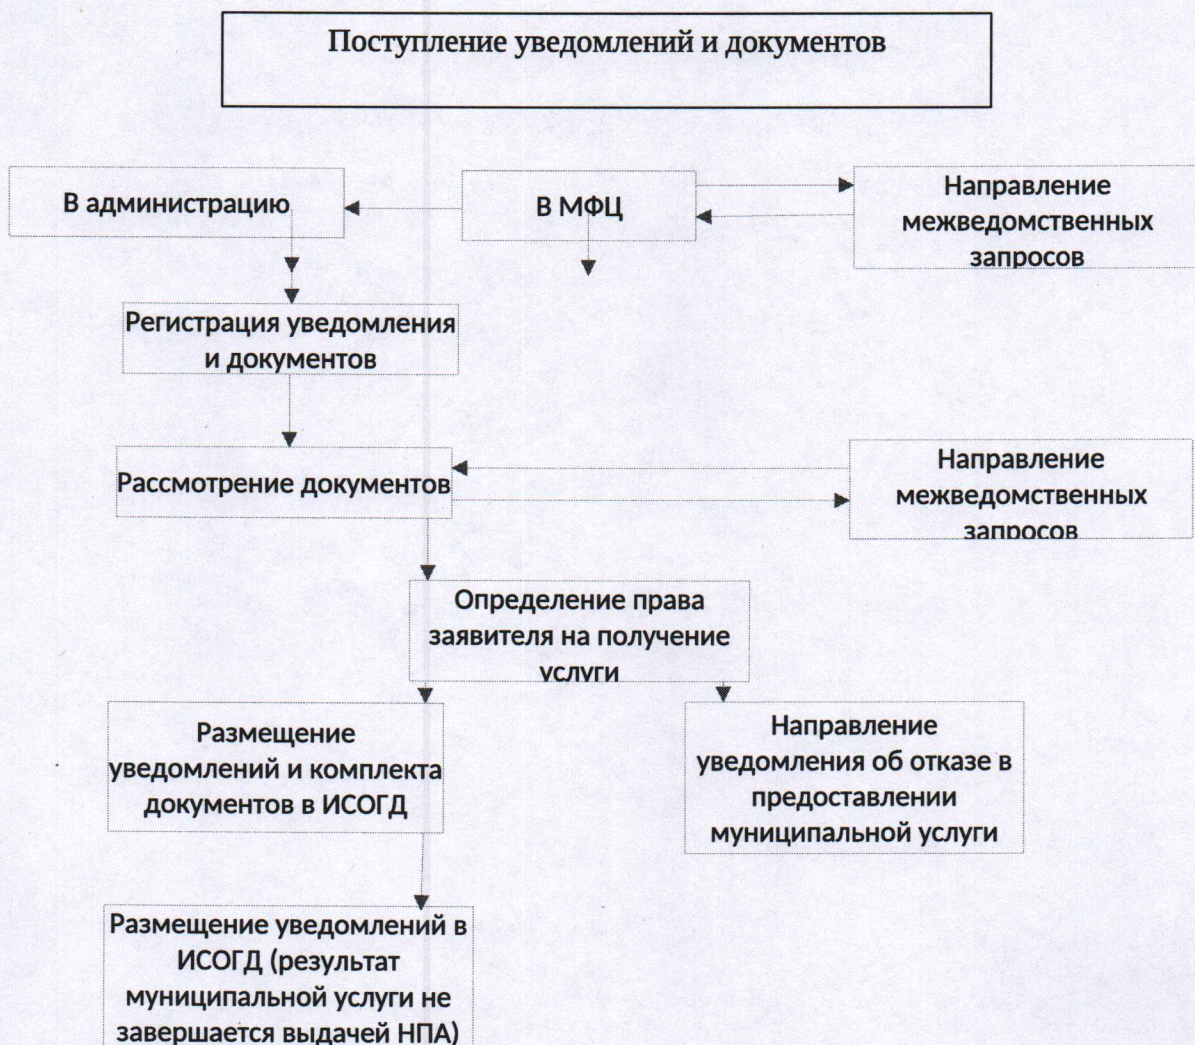 Поступление уведомлений и документов
В администрацию
В МФЦ
Направление
межведомственных
запросов
Регистрация уведомления
и документов
Рассмотрение документов
Направление
межведомственных
запросов
Определение права
заявителя на получение
услуги
Размещение
уведомлений и комплекта
документов в ИСОГД
Направление
уведомления об отказе в
предоставлении
муниципальной услуги
Размещение уведомлений в
ИСОГД (результат
муниципальной услуги не
завершается выдачей НПА)